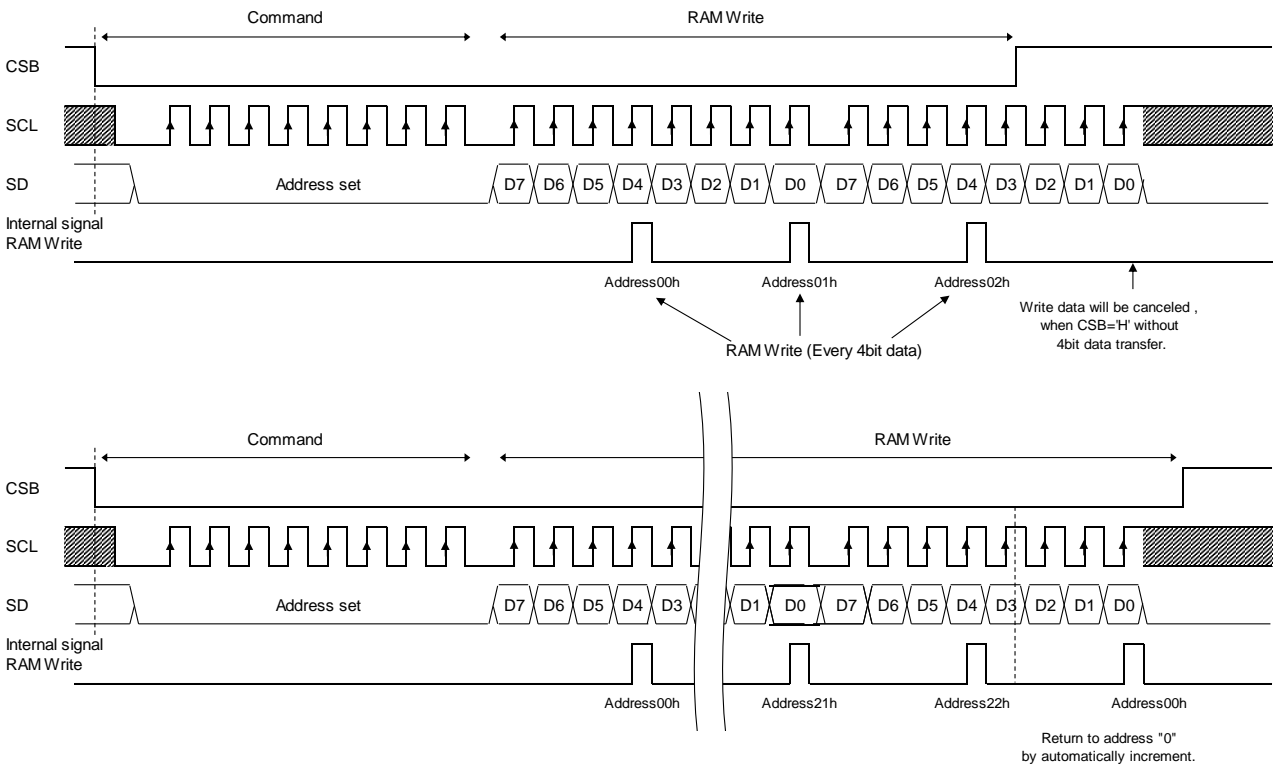 Command RAM Write
CSB
SCL
SD Address set D7 D6 D5 D4 D3 D2 D1 D0 D7 D6 D5 D4 D3 D2 D1 D0
Internal signal
RAM Write
Address00h Address01h Address02h
Write data will be canceled ,
when CSB='H' without
4bit data transfer.
RAM Write (Every 4bit data)
Command RAM Write
CSB
SCL
SD Address set D7 D6 D5 D4 D3 D1 D0 D7 D6 D5 D4 D3 D2 D1 D0
Internal signal
RAM Write
Address00h Address21h Address22h Address00h
Return to address "0"
by automatically increment.